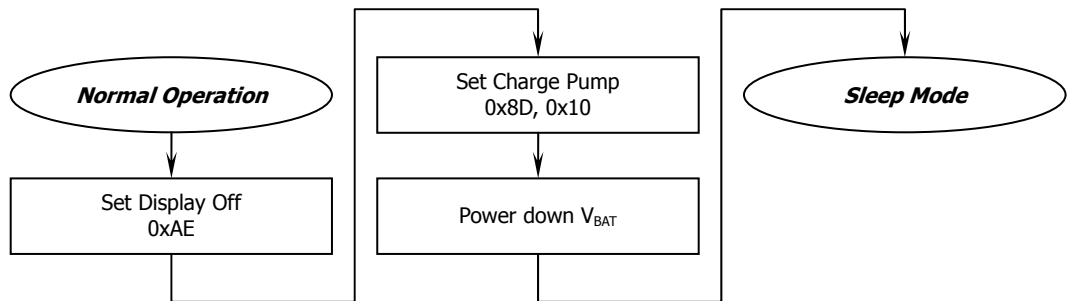 Normal Operation
Set Display Off
0xAE
Set Charge Pump
0x8D, 0x10
Power down VBAT
Sleep Mode